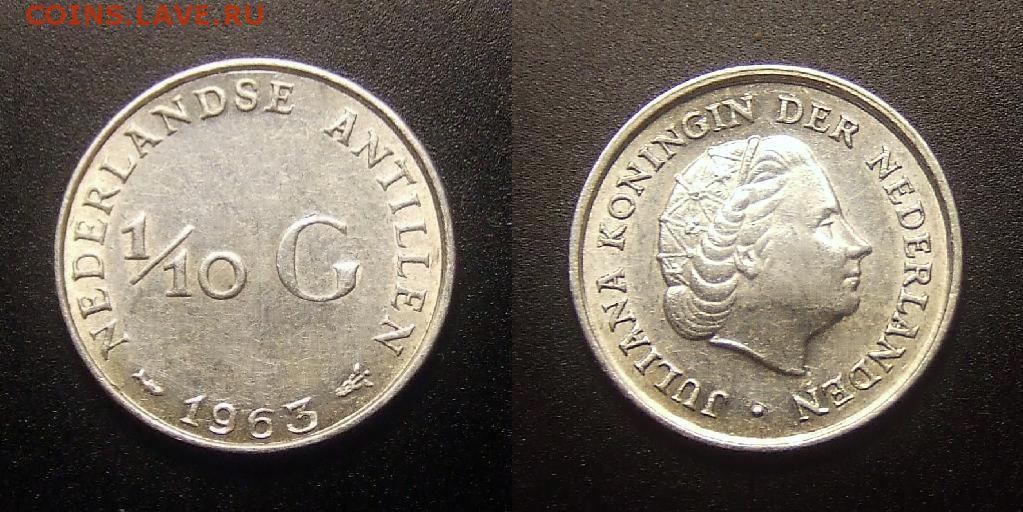 COINS.LAVE.RU
NEDERLANDSE ANTILLEN
1/10 G
1963
JULIANA KONINGIN DER NEDERLANDEN